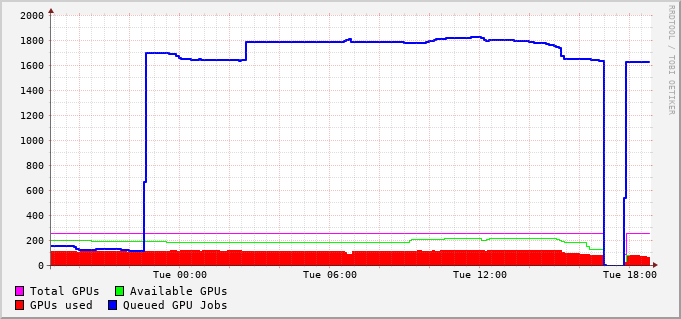 2000
1800
1600
1400
1200
1000
800
600
400
200
0
Tue 00:00 Tue 06:00 Tue 12:00 Tue 18:00
Total GPUs Available GPUs
GPUs used Queued GPU Jobs
RRDTOOL / TOBI OETIKER